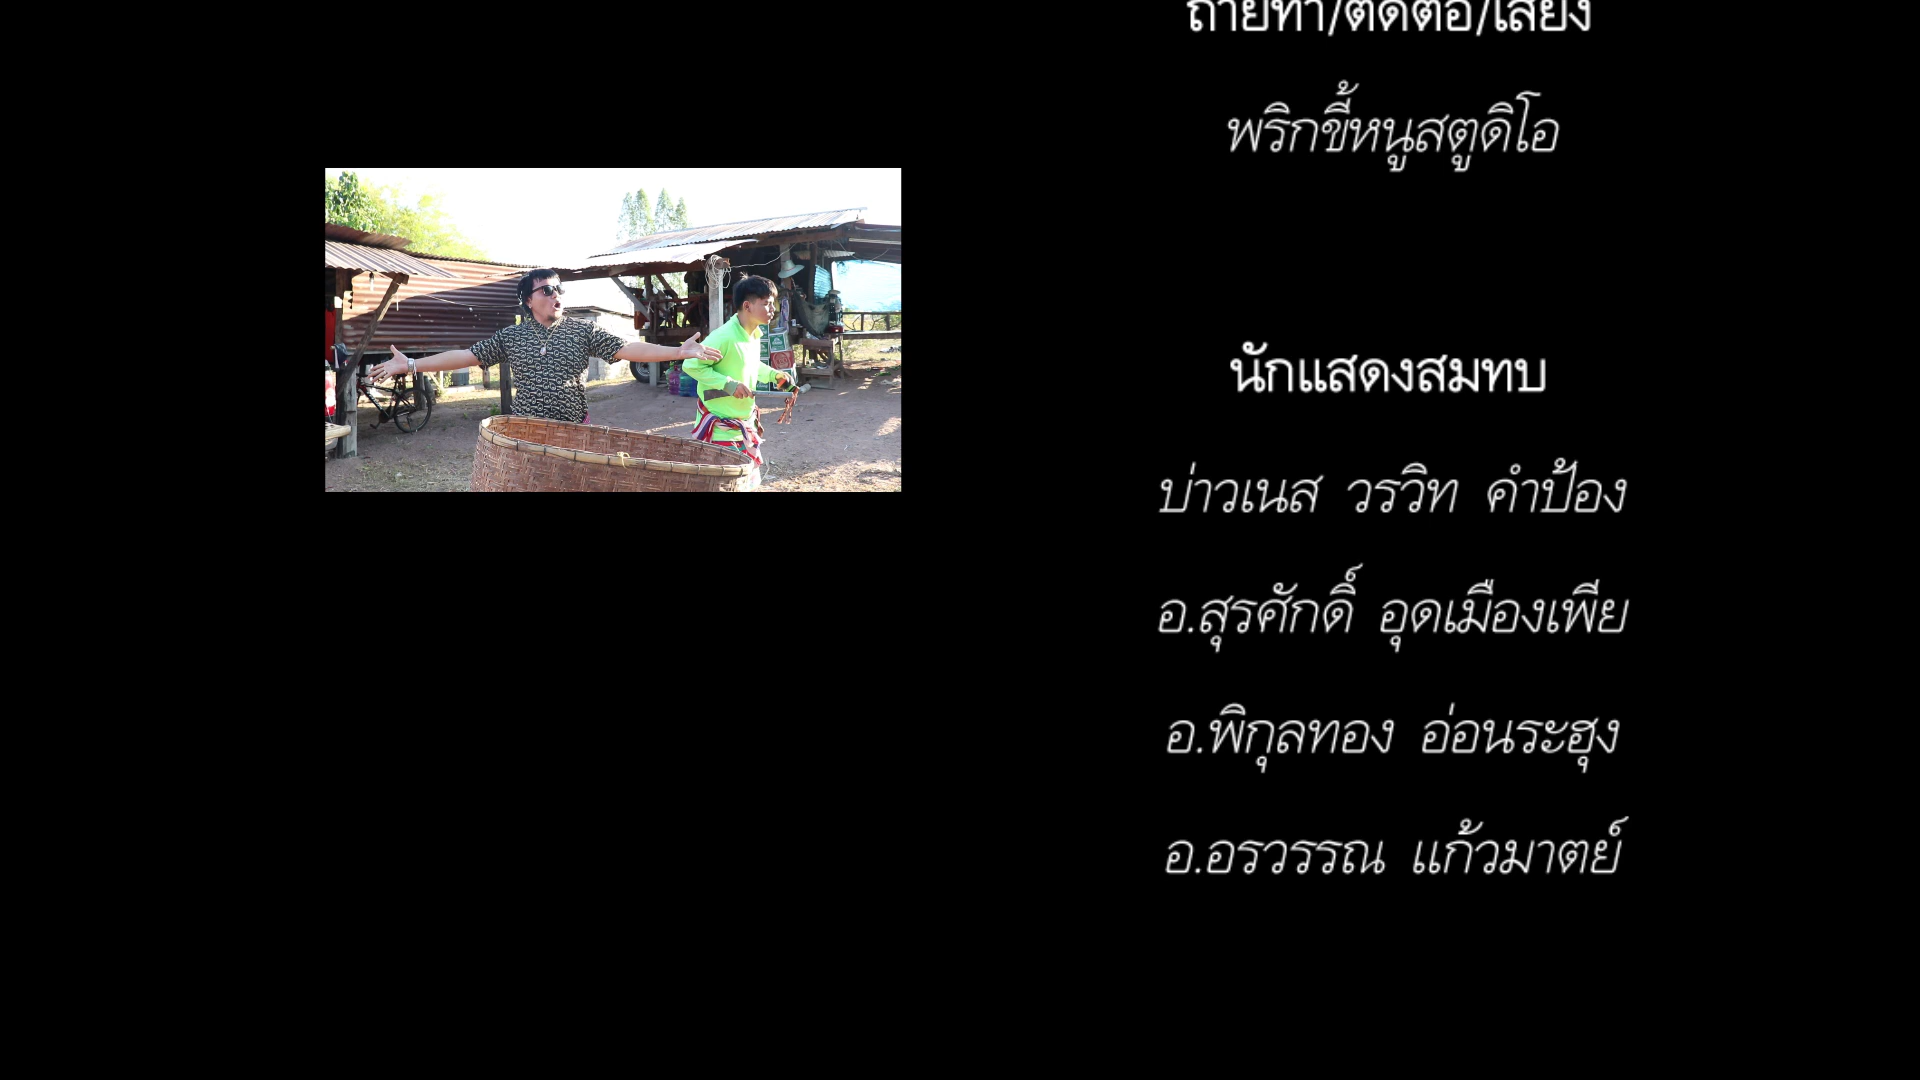 ถ่ายทำ/ตัดต่อ/เสียง
พริกขี้หนูสตูดิโอ
นักแสดงสมทบ
บ่าวเนส วรวิท คำป้อง
อ.สุรศักดิ์ อุดเมืองเพีย
อ.พิกุลทอง อ่อนระฮุง
อ.อรวรรณ แก้วมาตย์